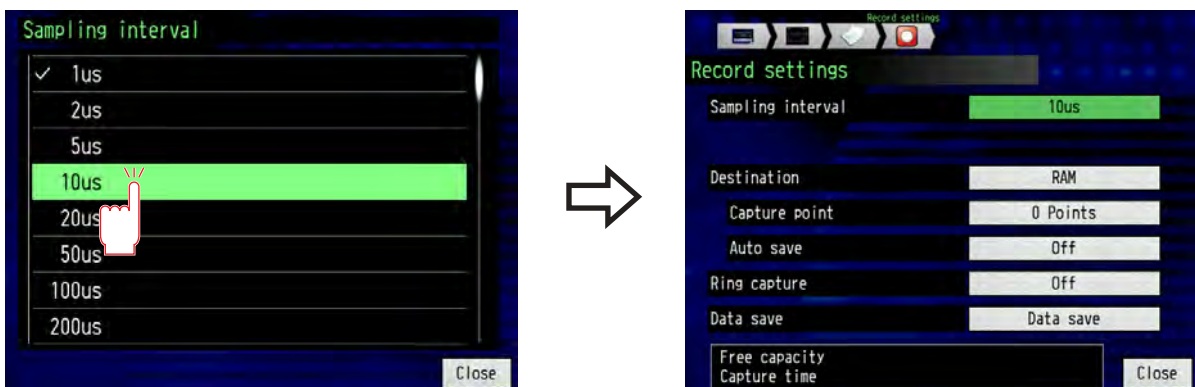 Sampling interval
✓ 1us
2us
5us
10us
20us
50us
100us
200us
Close
Record settings
Record settings
Sampling interval 10us
Destination RAM
Capture point 0 Points
Auto save Off
Ring capture Off
Data save Data save
Free capacity
Capture time
Close